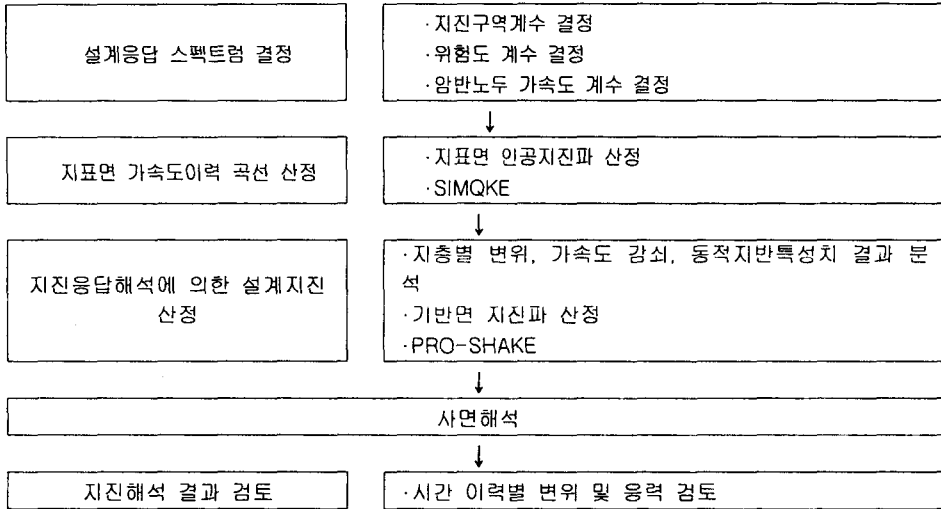 설계응답 스펙트럼 결정
·지진구역계수 결정
·위험도 계수 결정
·암반노두 가속도 계수 결정
지표면 가속도이력 곡선 산정
·지표면 인공지진파 산정
·SIMQKE
지진응답해석에 의한 설계지진
산정
·지층별 변위, 가속도 감쇠, 동적지반특성치 결과 분
석
·기반면 지진파 산정
·PRO-SHAKE
사면해석
지진해석 결과 검토
·시간 이력별 변위 및 응력 검토